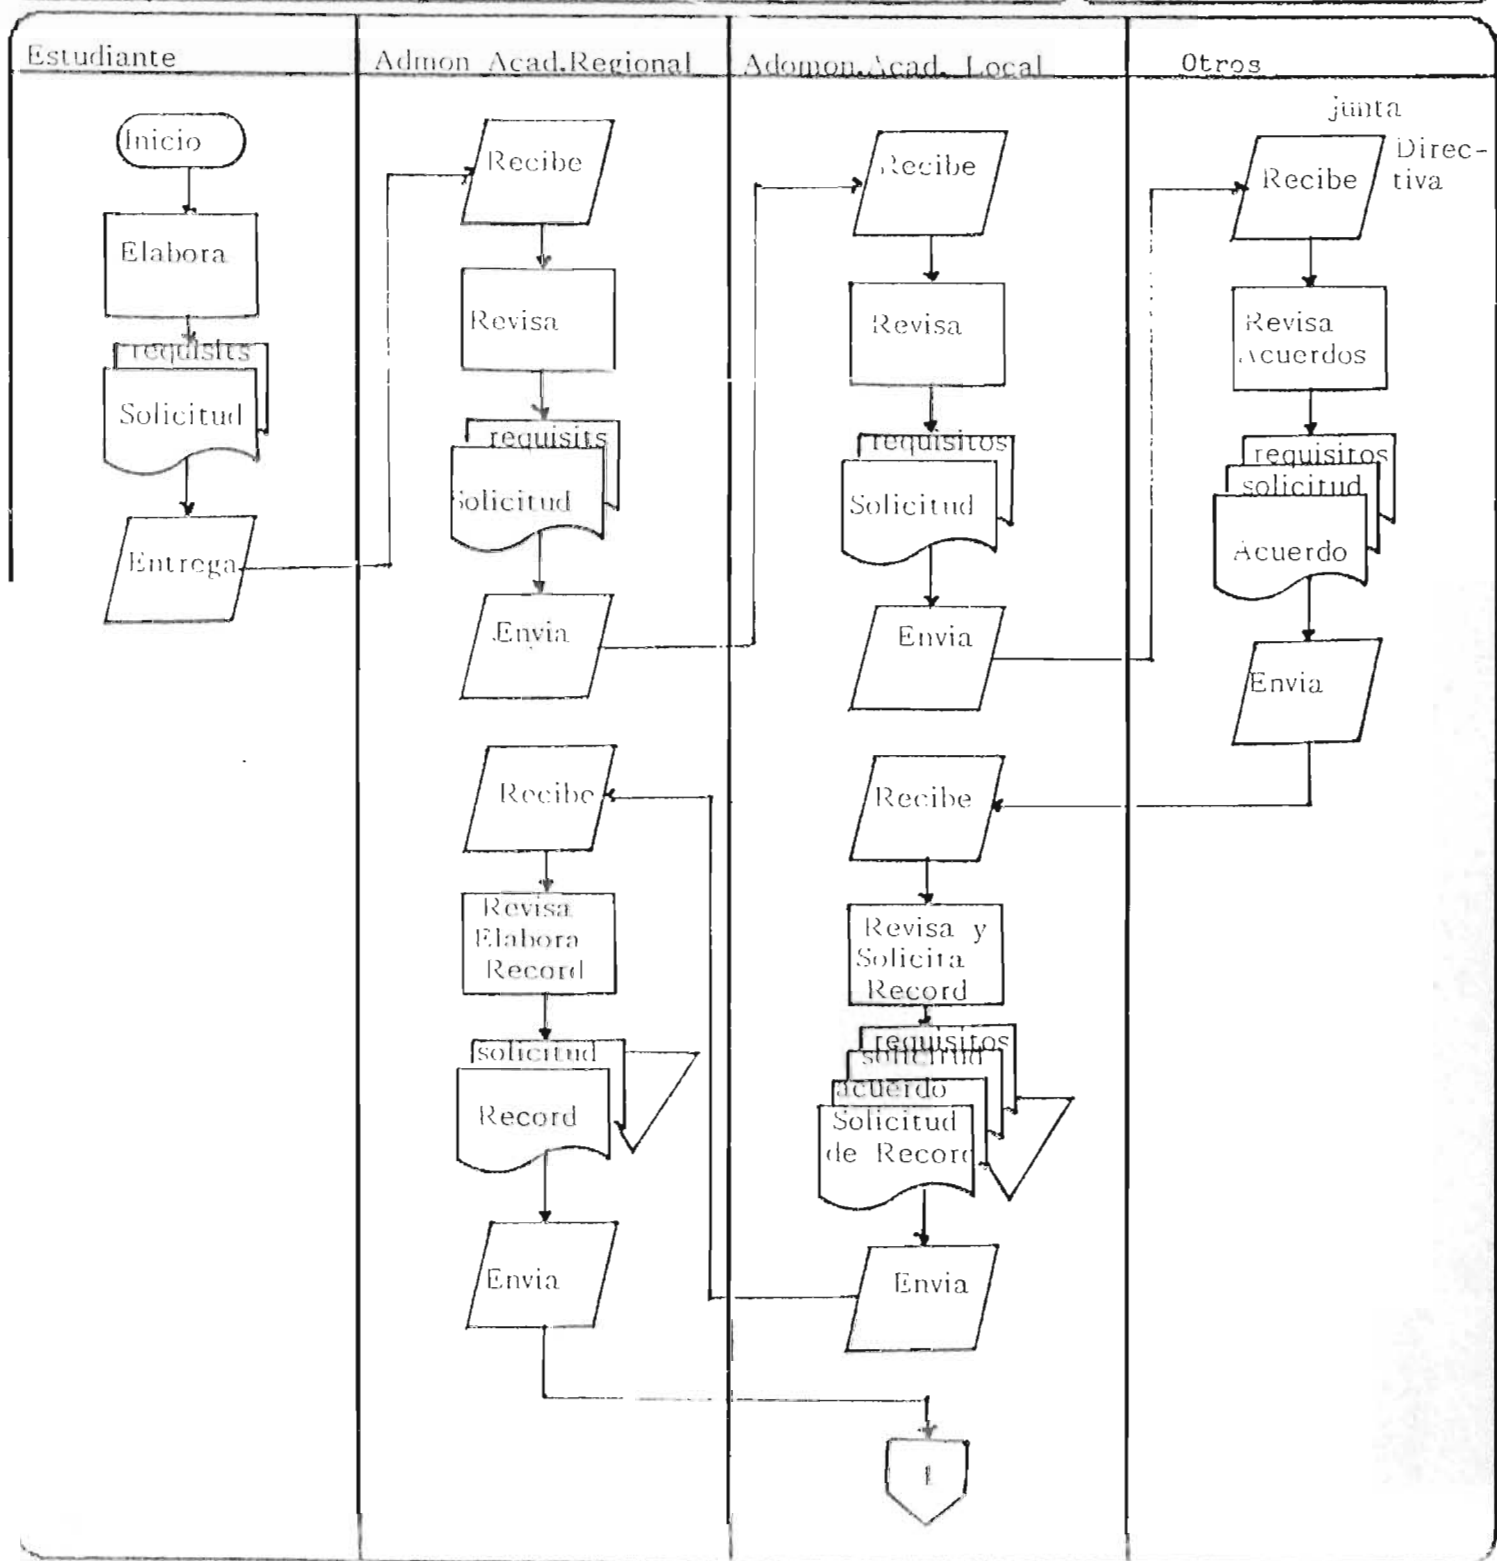 Estudiante
Admon Acad.Regional
Adomon.Acad. Local
Otros
Inicio
Elabora
requisits
Solicitud
Entrega
Recibe
Revisa
requisits
Solicitud
Envia
Recibe
Revisa
Elabora
Record
solicitud
Record
Envia
Recibe
Revisa
requisitos
Solicitud
Envia
Recibe
Revisa y
Solicita
Record
requisitos
solicitud
acuerdo
Solicitud
de Record
Envia
1
junta
Direc-
tiva
Recibe
Revisa
Acuerdos
requisitos
solicitud
Acuerdo
Envia